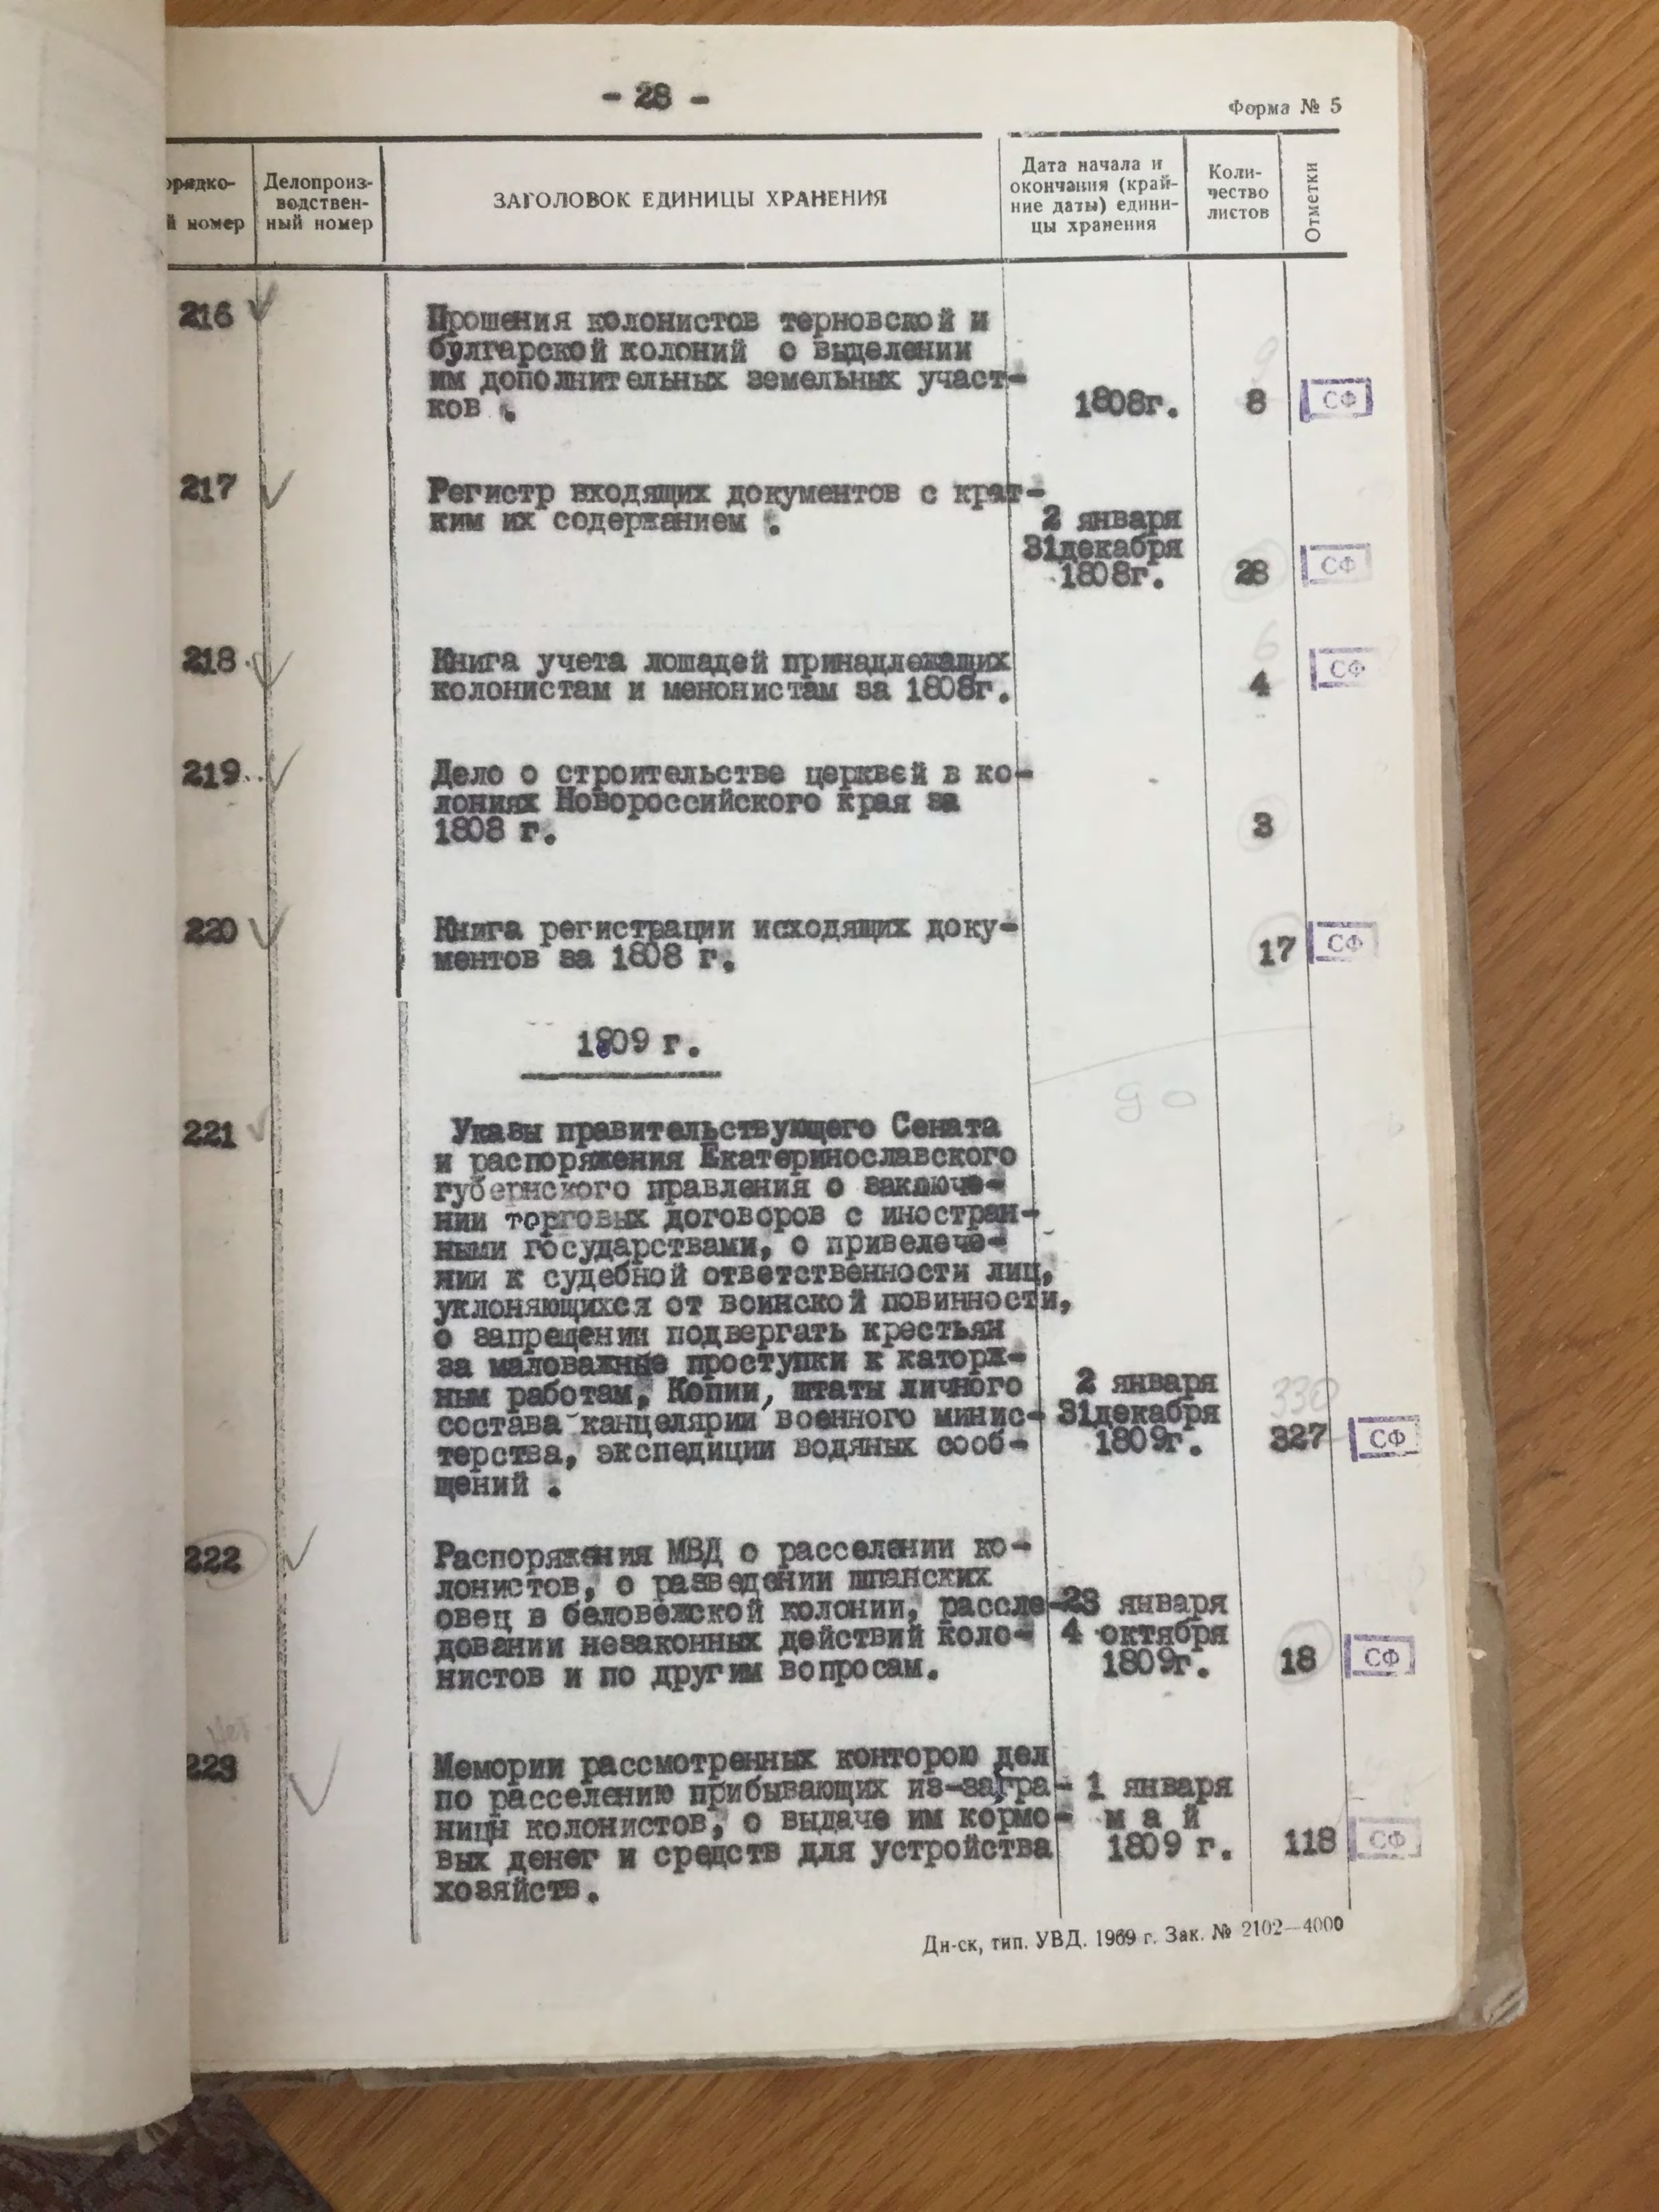 - 28 -
Форма № 5
орядко-
й номер
Делопроиз-
водствен-
ный номер
ЗАГОЛОВОК ЕДИНИЦЫ ХРАНЕНИЯ
Дата начала и
окончания (край-
ние даты) едини-
цы хранения
Коли-
чество
листов
Отметки
216
Прошения колонистов терновской и
булгарской колоний о выделении
им дополнительных земельных участ-
ков .
1808г.
9
8
СФ
217
Регистр входящих документов с крат-
ким их содержанием .
2 января
31декабря
1808г.
28
СФ
218
Книга учета лошадей принадлежащих
колонистам и менонистам за 1808г.
6
4
СФ
219
Дело о строительстве церквей в ко-
лониях Новороссийского края за
1808 г.
3
220
Книга регистрации исходящих доку-
ментов за 1808 г.
17
СФ
1809 г.
90
221
Указы правительствующего Сената
и распоряжения Екатеринославского
губернского правления о заключе-
нии торговых договоров с иностран-
ными государствами, о привелече-
нии к судебной ответственности лиц,
уклоняющихся от воинской повинности,
о запрещении подвергать крестьян
за маловажные проступки к каторж-
ным работам, Копии, штаты личного
состава канцелярии военного минис-
терства, экспедиции водяных сооб-
щений .
2 января
31декабря
1809г.
330
327
СФ
222
Распоряжения МВД о расселении ко-
лонистов, о разведении шпанских
овец в беловежской колонии, рассле-
довании незаконных действий коло-
нистов и по другим вопросам.
23 января
4 октября
1809г.
18
СФ
223
Мемории рассмотренных конторою дел
по расселению прибывающих из-загра-
ницы колонистов, о выдаче им кормо-
вых денег и средств для устройства
хозяйств.
1 января
м а й
1809 г.
118
СФ
Дн-ск, тип. УВД. 1969 г. Зак. № 2102—4000